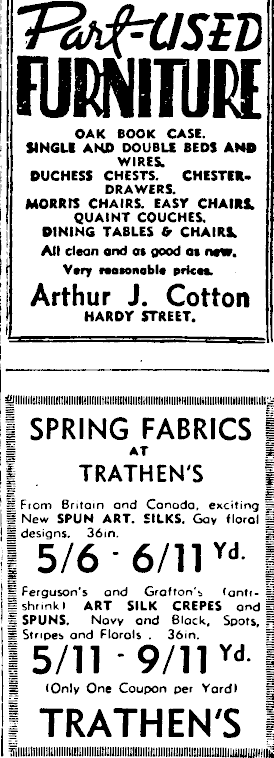 Part-USED
FURNITURE
OAK BOOK CASE.
SINGLE AND DOUBLE BEDS AND
WIRES.
DUCHESS CHESTS. CHESTER-
DRAWERS.
MORRIS CHAIRS. EASY CHAIRS.
QUAINT COUCHES.
DINING TABLES & CHAIRS.
All clean and as good as new.
Very reasonable prices.
Arthur J. Cotton
HARDY STREET.
SPRING FABRICS
AT
TRATHEN'S
From Britain and Canada, exciting
New SPUN ART. SILKS. Gay floral
designs. 36in.
5/6 - 6/11 Yd.
Ferguson's and Grafton's (anti-
shrink) ART SILK CREPES and
SPUNS. Navy and Black, Spots,
Stripes and Florals . 36in.
5/11 - 9/11 Yd.
(Only One Coupon per Yard)
TRATHEN'S